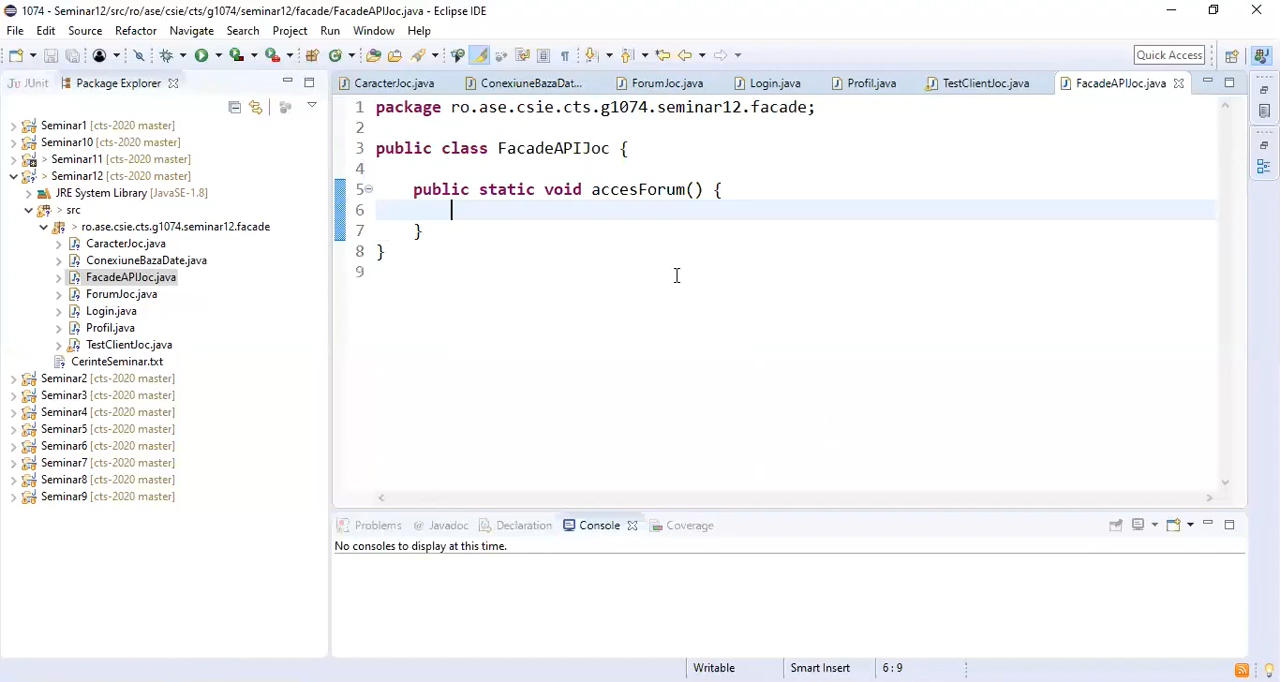 1074 - Seminar12/src/ro/ase/csie/cts/g1074/seminar12/facade/FacadeAPIJoc.java - Eclipse IDE
File Edit Source Refactor Navigate Search Project Run Window Help
Quick Access
JUnit Package Explorer
CaracterJoc.java ConexiuneBazaDat... ForumJoc.java Login.java Profil.java TestClientJoc.java FacadeAPIJoc.java
Seminar1 [cts-2020 master]
Seminar10 [cts-2020 master]
> Seminar11 [cts-2020 master]
> Seminar12 [cts-2020 master]
JRE System Library [JavaSE-1.8]
> src
> ro.ase.csie.cts.g1074.seminar12.facade
CaracterJoc.java
ConexiuneBazaDate.java
FacadeAPIJoc.java
ForumJoc.java
Login.java
Profil.java
TestClientJoc.java
CerinteSeminar.txt
Seminar2 [cts-2020 master]
Seminar3 [cts-2020 master]
Seminar4 [cts-2020 master]
Seminar5 [cts-2020 master]
Seminar6 [cts-2020 master]
Seminar7 [cts-2020 master]
Seminar8 [cts-2020 master]
Seminar9 [cts-2020 master]
1 package ro.ase.csie.cts.g1074.seminar12.facade;
2
3 public class FacadeAPIJoc {
4
5 public static void accesForum() {
6
7 }
8 }
9
Problems @ Javadoc Declaration Console Coverage
No consoles to display at this time.
Writable Smart Insert 6 : 9